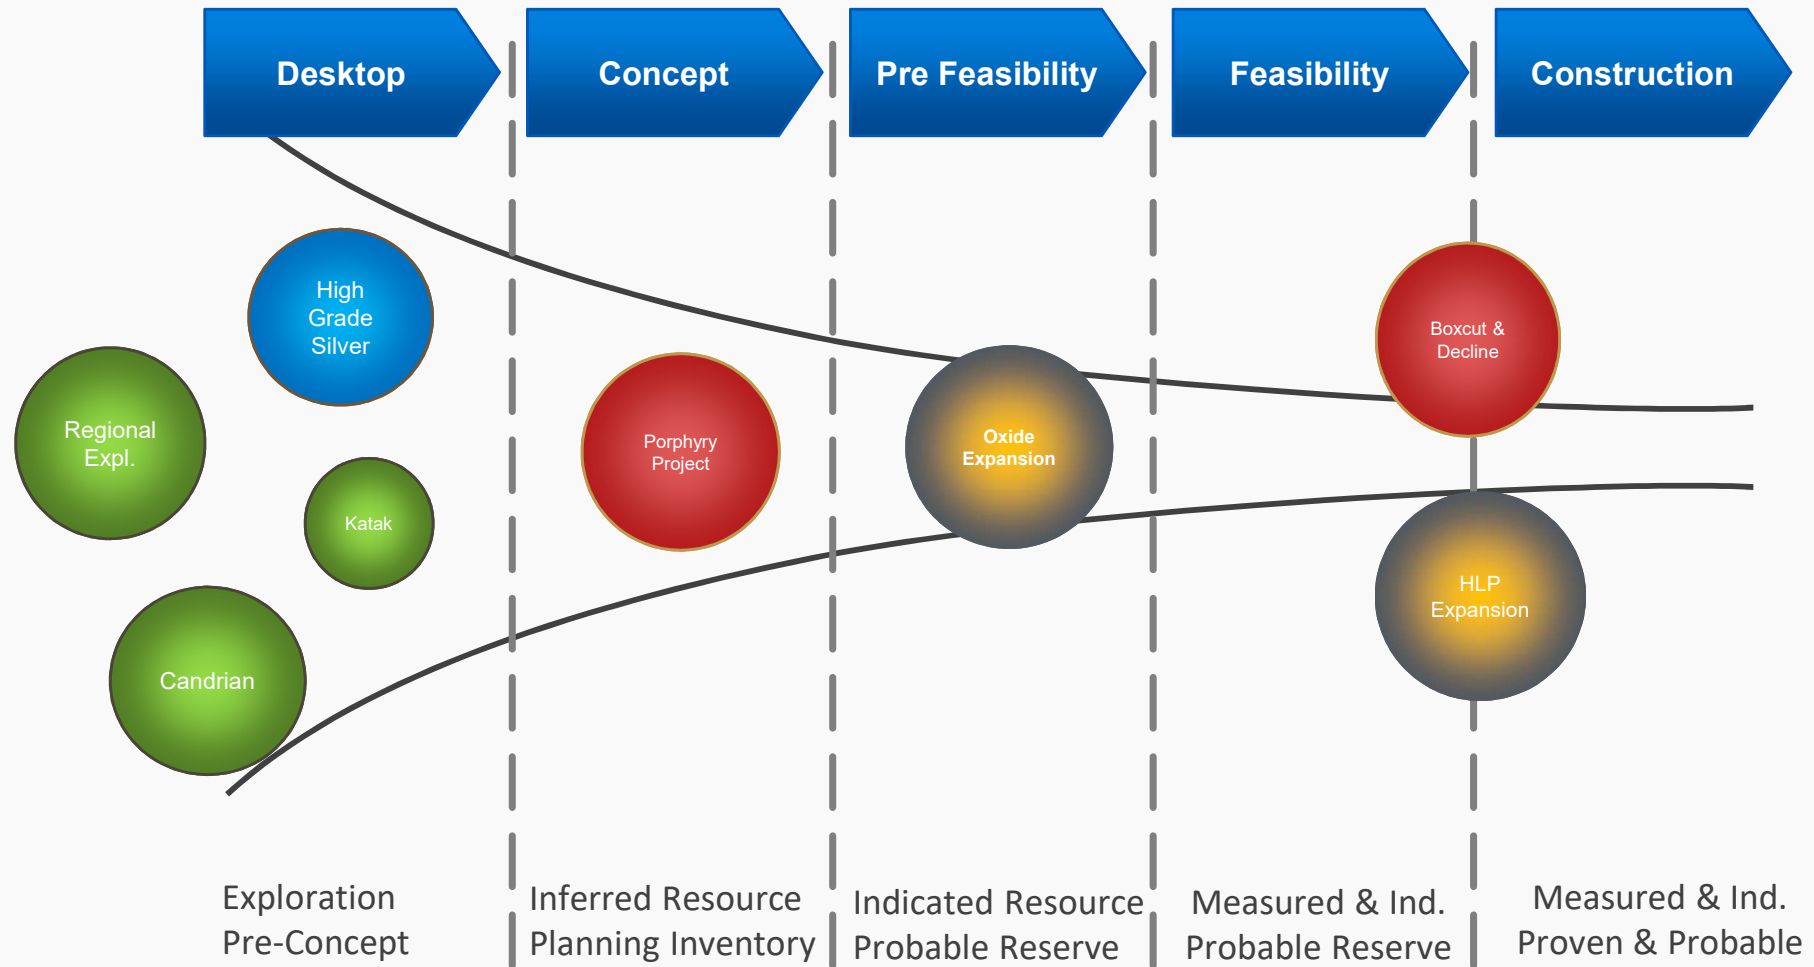 Desktop
Concept
Pre Feasibility
Feasibility
Construction
High
Grade
Silver
Regional
Expl.
Katak
Candrian
Porphyry
Project
Oxide
Expansion
Boxcut &
Decline
HLP
Expansion
Exploration
Pre-Concept
Inferred Resource
Planning Inventory
Indicated Resource
Probable Reserve
Measured & Ind.
Probable Reserve
Measured & Ind.
Proven & Probable